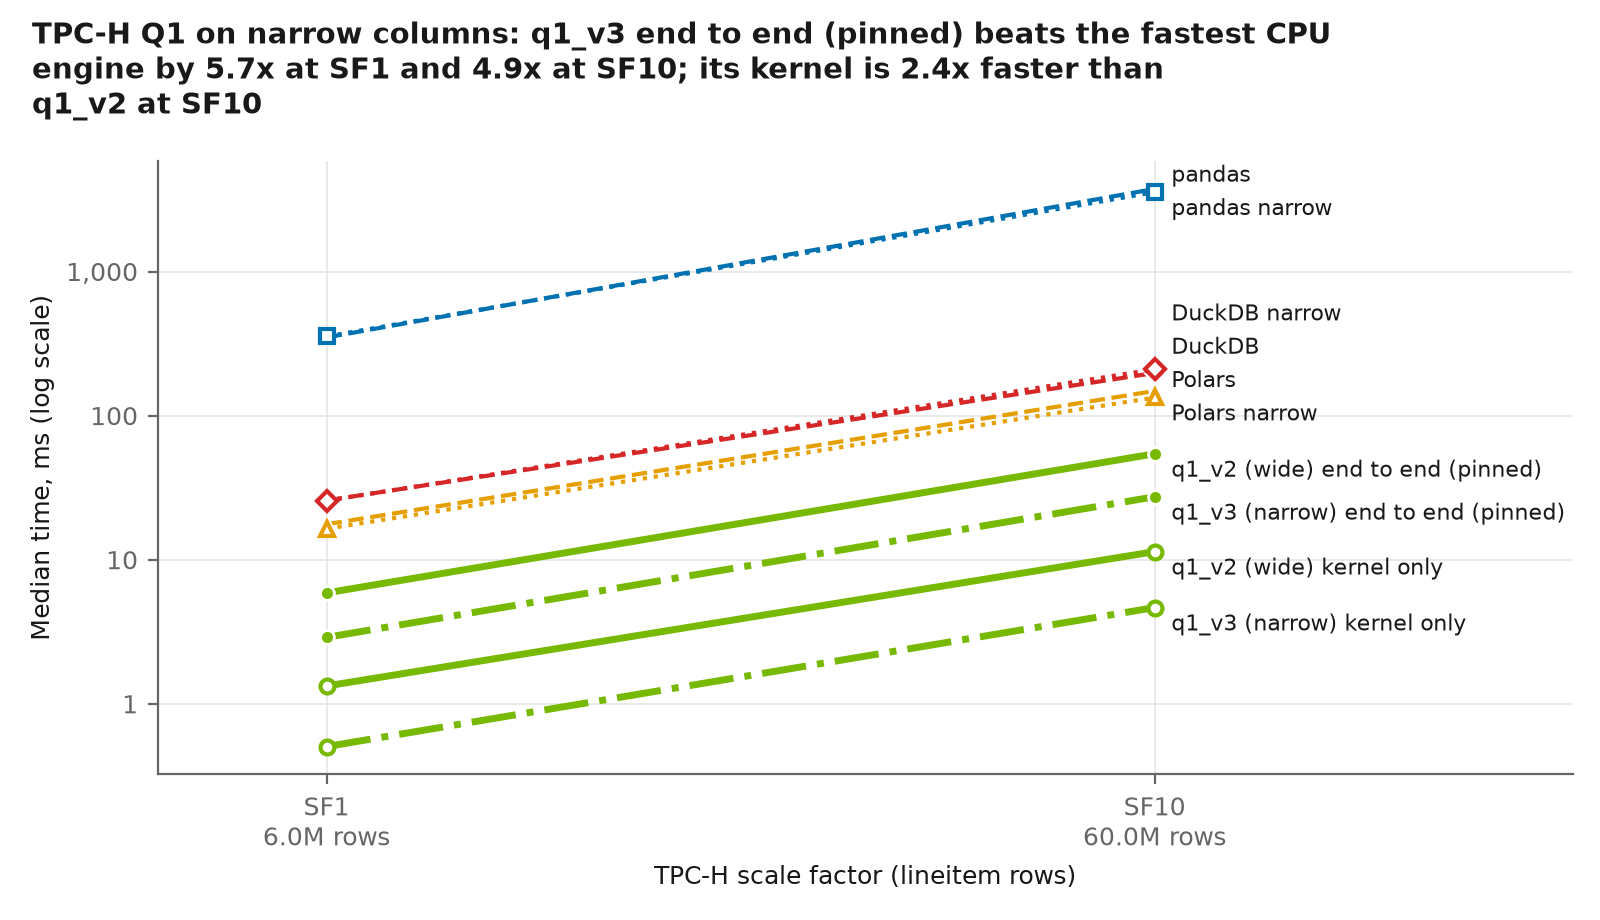 TPC-H Q1 on narrow columns: q1_v3 end to end (pinned) beats the fastest CPU
engine by 5.7x at SF1 and 4.9x at SF10; its kernel is 2.4x faster than
q1_v2 at SF10
Median time, ms (log scale)
1,000
100
10
1
pandas
pandas narrow
DuckDB narrow
DuckDB
Polars
Polars narrow
q1_v2 (wide) end to end (pinned)
q1_v3 (narrow) end to end (pinned)
q1_v2 (wide) kernel only
q1_v3 (narrow) kernel only
SF1
6.0M rows
SF10
60.0M rows
TPC-H scale factor (lineitem rows)